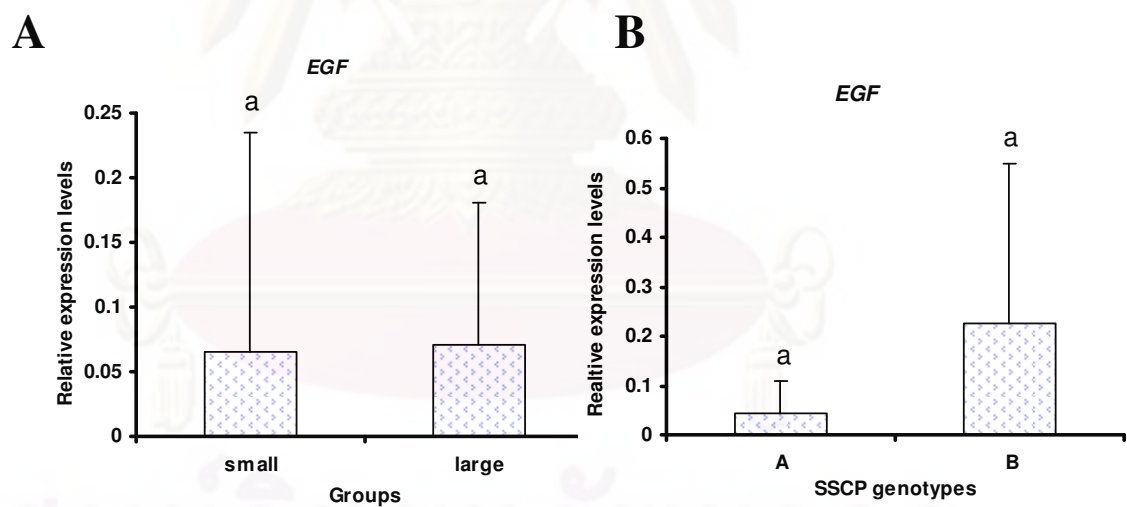 A
EGF
a
a
0.25
0.2
0.15
0.1
0.05
0
Relative expression levels
small
large
Groups
B
EGF
a
a
0.6
0.5
0.4
0.3
0.2
0.1
0
Realtive expression levels
A
B
SSCP genotypes